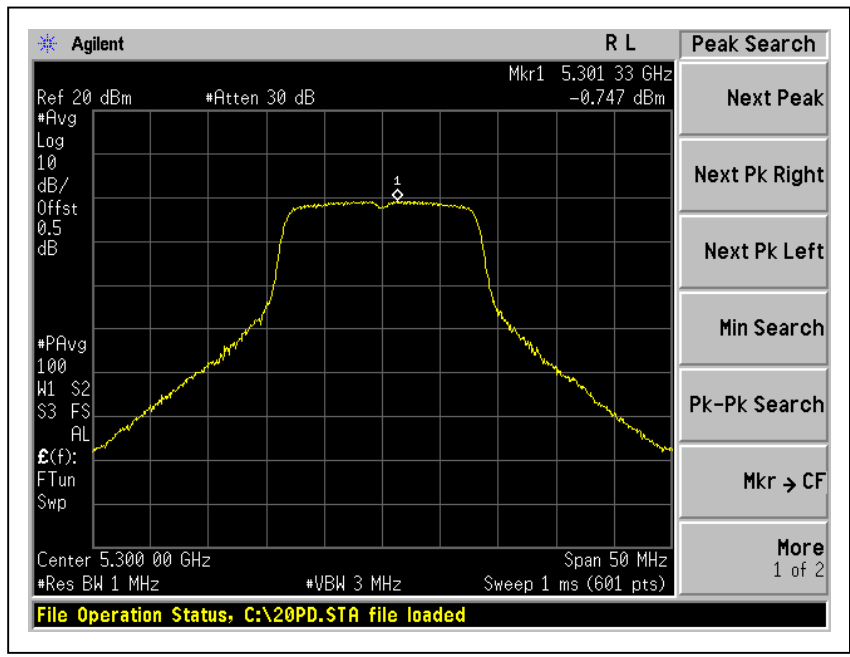 Agilent R L Peak Search
Mkr1 5.301 33 GHz
Ref 20 dBm #Atten 30 dB -0.747 dBm
#Avg
Log
10
dB/
Offst
0.5
dB
1
#PAvg
100
W1 S2
S3 FS
AL
£(f):
FTun
Swp
Center 5.300 00 GHz Span 50 MHz
#Res BW 1 MHz #VBW 3 MHz Sweep 1 ms (601 pts)
File Operation Status, C:\20PD.STA file loaded
Next Peak
Next Pk Right
Next Pk Left
Min Search
Pk-Pk Search
Mkr → CF
More
1 of 2